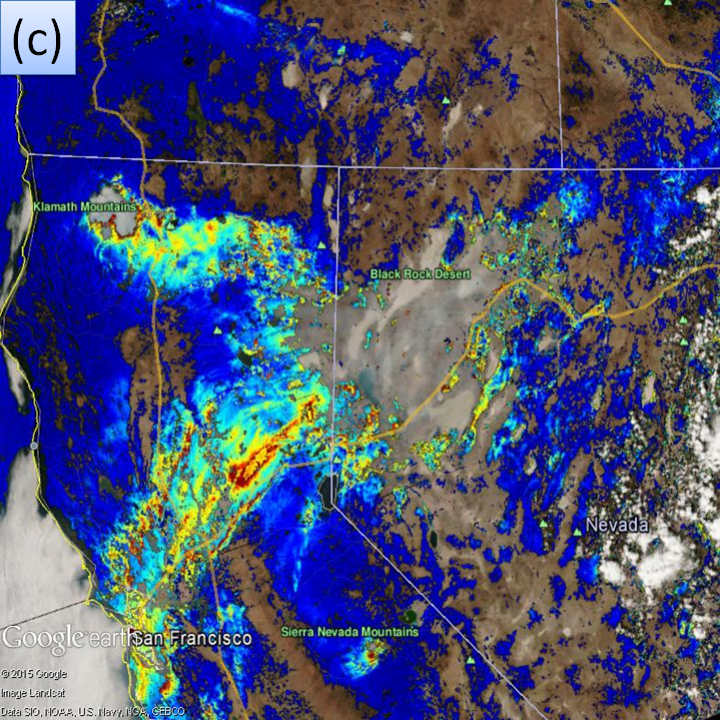 (c)
Klamath Mountains
Black Rock Desert
Nevada
Google earth
San Francisco
Sierra Nevada Mountains
© 2015 Google
Image Landsat
Data SIO, NOAA, U.S. Navy, NGA, GEBCO